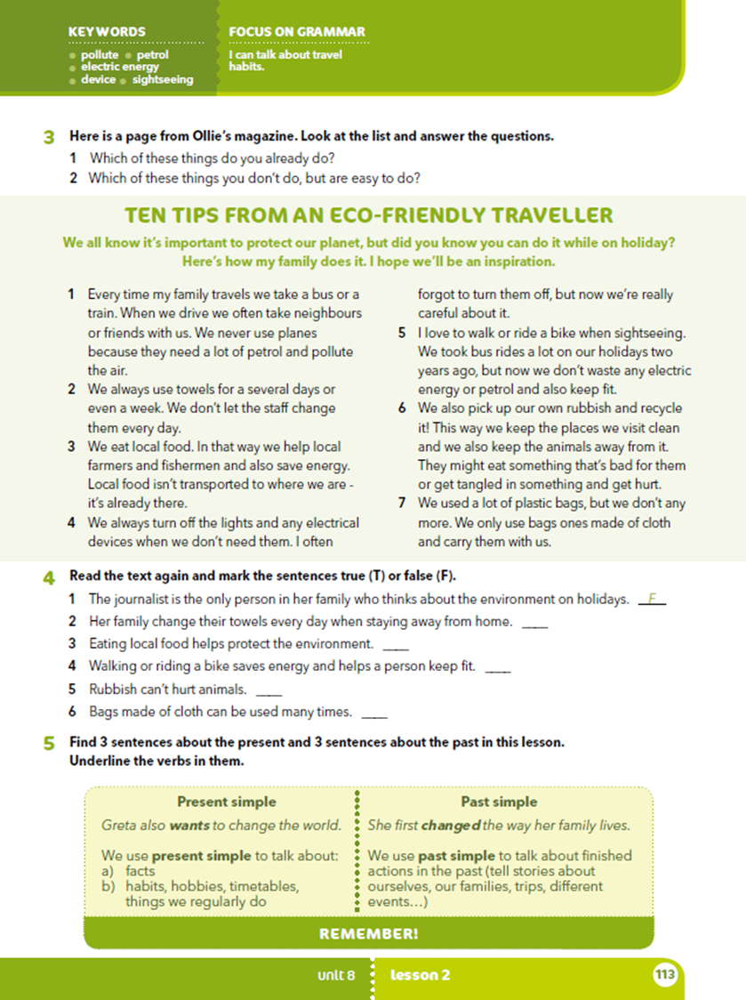 KEYWORDS
pollute petrol
electric energy
device sightseeing
FOCUS ON GRAMMAR
I can talk about travel
habits.
3 Here is a page from Ollie's magazine. Look at the list and answer the questions.
1 Which of these things do you already do?
2 Which of these things you don't do, but are easy to do?
TEN TIPS FROM AN ECO-FRIENDLY TRAVELLER
We all know it's important to protect our planet, but did you know you can do it while on holiday?
Here's how my family does it. I hope we'll be an inspiration.
1 Every time my family travels we take a bus or a
train. When we drive we often take neighbours
or friends with us. We never use planes
because they need a lot of petrol and pollute
the air.
2 We always use towels for a several days or
even a week. We don't let the staff change
them every day.
3 We eat local food. In that way we help local
farmers and fishermen and also save energy.
Local food isn't transported to where we are -
it's already there.
4 We always turn off the lights and any electrical
devices when we don't need them. I often
forgot to turn them off, but now we're really
careful about it.
5 I love to walk or ride a bike when sightseeing.
We took bus rides a lot on our holidays two
years ago, but now we don't waste any electric
energy or petrol and also keep fit.
6 We also pick up our own rubbish and recycle
it! This way we keep the places we visit clean
and we also keep the animals away from it.
They might eat something that's bad for them
or get tangled in something and get hurt.
7 We used a lot of plastic bags, but we don't any
more. We only use bags ones made of cloth
and carry them with us.
4 Read the text again and mark the sentences true (T) or false (F).
1 The journalist is the only person in her family who thinks about the environment on holidays. F
2 Her family change their towels every day when staying away from home. ____
3 Eating local food helps protect the environment. ____
4 Walking or riding a bike saves energy and helps a person keep fit. ____
5 Rubbish can't hurt animals. ____
6 Bags made of cloth can be used many times. ____
5 Find 3 sentences about the present and 3 sentences about the past in this lesson.
Underline the verbs in them.
Present simple
Greta also wants to change the world.
We use present simple to talk about:
a) facts
b) habits, hobbies, timetables,
things we regularly do
Past simple
She first changed the way her family lives.
We use past simple to talk about finished
actions in the past (tell stories about
ourselves, our families, trips, different
events...)
REMEMBER!
unit 8 lesson 2
113